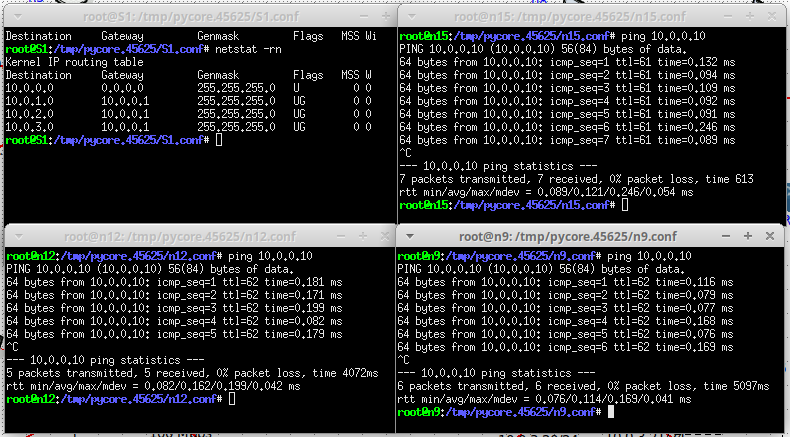 root@S1: /tmp/pycore.45625/S1.conf
Destination Gateway Genmask Flags MSS Wi
root@S1:/tmp/pycore.45625/S1.conf# netstat -rn
Kernel IP routing table
Destination Gateway Genmask Flags MSS W
10.0.0.0 0.0.0.0 255.255.255.0 U 0 0
10.0.1.0 10.0.0.1 255.255.255.0 UG 0 0
10.0.2.0 10.0.0.1 255.255.255.0 UG 0 0
10.0.3.0 10.0.0.1 255.255.255.0 UG 0 0
root@S1:/tmp/pycore.45625/S1.conf#
root@n15: /tmp/pycore.45625/n15.conf
root@n15:/tmp/pycore.45625/n15.conf# ping 10.0.0.10
PING 10.0.0.10 (10.0.0.10) 56(84) bytes of data.
64 bytes from 10.0.0.10: icmp_seq=1 ttl=61 time=0.132 ms
64 bytes from 10.0.0.10: icmp_seq=2 ttl=61 time=0.094 ms
64 bytes from 10.0.0.10: icmp_seq=3 ttl=61 time=0.109 ms
64 bytes from 10.0.0.10: icmp_seq=4 ttl=61 time=0.092 ms
64 bytes from 10.0.0.10: icmp_seq=5 ttl=61 time=0.091 ms
64 bytes from 10.0.0.10: icmp_seq=6 ttl=61 time=0.246 ms
64 bytes from 10.0.0.10: icmp_seq=7 ttl=61 time=0.089 ms
^C
--- 10.0.0.10 ping statistics ---
7 packets transmitted, 7 received, 0% packet loss, time 613
rtt min/avg/max/mdev = 0.089/0.121/0.246/0.054 ms
root@n15:/tmp/pycore.45625/n15.conf#
root@n12: /tmp/pycore.45625/n12.conf
root@n12:/tmp/pycore.45625/n12.conf# ping 10.0.0.10
PING 10.0.0.10 (10.0.0.10) 56(84) bytes of data.
64 bytes from 10.0.0.10: icmp_seq=1 ttl=62 time=0.181 ms
64 bytes from 10.0.0.10: icmp_seq=2 ttl=62 time=0.171 ms
64 bytes from 10.0.0.10: icmp_seq=3 ttl=62 time=0.199 ms
64 bytes from 10.0.0.10: icmp_seq=4 ttl=62 time=0.082 ms
64 bytes from 10.0.0.10: icmp_seq=5 ttl=62 time=0.179 ms
^C
--- 10.0.0.10 ping statistics ---
5 packets transmitted, 5 received, 0% packet loss, time 4072ms
rtt min/avg/max/mdev = 0.082/0.162/0.199/0.042 ms
root@n12:/tmp/pycore.45625/n12.conf#
root@n9: /tmp/pycore.45625/n9.conf
root@n9:/tmp/pycore.45625/n9.conf# ping 10.0.0.10
PING 10.0.0.10 (10.0.0.10) 56(84) bytes of data.
64 bytes from 10.0.0.10: icmp_seq=1 ttl=62 time=0.116 ms
64 bytes from 10.0.0.10: icmp_seq=2 ttl=62 time=0.079 ms
64 bytes from 10.0.0.10: icmp_seq=3 ttl=62 time=0.077 ms
64 bytes from 10.0.0.10: icmp_seq=4 ttl=62 time=0.168 ms
64 bytes from 10.0.0.10: icmp_seq=5 ttl=62 time=0.076 ms
64 bytes from 10.0.0.10: icmp_seq=6 ttl=62 time=0.169 ms
^C
--- 10.0.0.10 ping statistics ---
6 packets transmitted, 6 received, 0% packet loss, time 5097ms
rtt min/avg/max/mdev = 0.076/0.114/0.169/0.041 ms
root@n9:/tmp/pycore.45625/n9.conf#